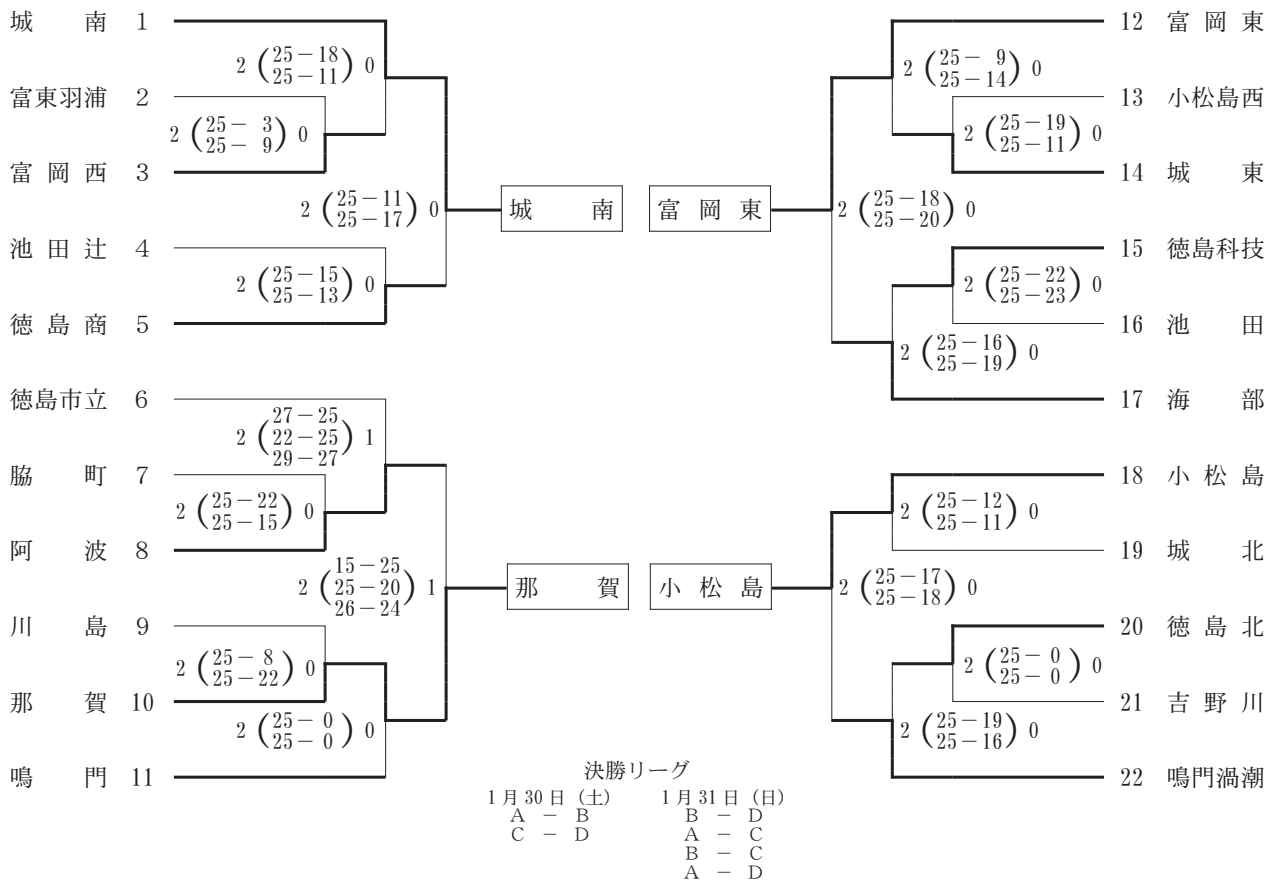 城南 1
2 (25－18 25－11) 0
富東羽浦 2
2 (25－ 3 25－ 9) 0
富岡西 3
2 (25－11 25－17) 0
池田辻 4
2 (25－15 25－13) 0
徳島商 5
城南
徳島市立 6
2 (27－25 22－25 29－27) 1
脇町 7
2 (25－22 25－15) 0
阿波 8
2 (15－25 25－20 26－24) 1
川島 9
2 (25－ 8 25－22) 0
那賀 10
2 (25－ 0 25－ 0) 0
鳴門 11
那賀
12 富岡東
2 (25－ 9 25－14) 0
13 小松島西
2 (25－19 25－11) 0
14 城東
富岡東
2 (25－18 25－20) 0
15 徳島科技
2 (25－22 25－23) 0
16 池田
2 (25－16 25－19) 0
17 海部
18 小松島
2 (25－12 25－11) 0
19 城北
小松島
2 (25－17 25－18) 0
20 徳島北
2 (25－ 0 25－ 0) 0
21 吉野川
2 (25－19 25－16) 0
22 鳴門渦潮
決勝リーグ
1月30日（土）
A － B
C － D
1月31日（日）
B － D
A － C
B － C
A － D